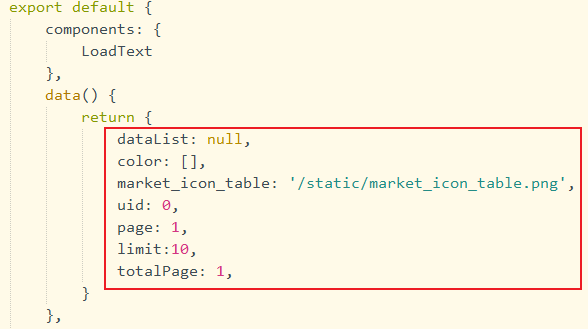 export default {
components: {
LoadText
},
data() {
return {
dataList: null,
color: [],
market_icon_table: '/static/market_icon_table.png',
uid: 0,
page: 1,
limit:10,
totalPage: 1,
}
},